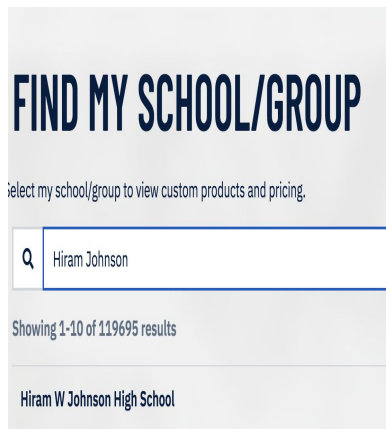 FIND MY SCHOOL/GROUP
Select my school/group to view custom products and pricing.
Hiram Johnson
Showing 1-10 of 119695 results
Hiram W Johnson High School